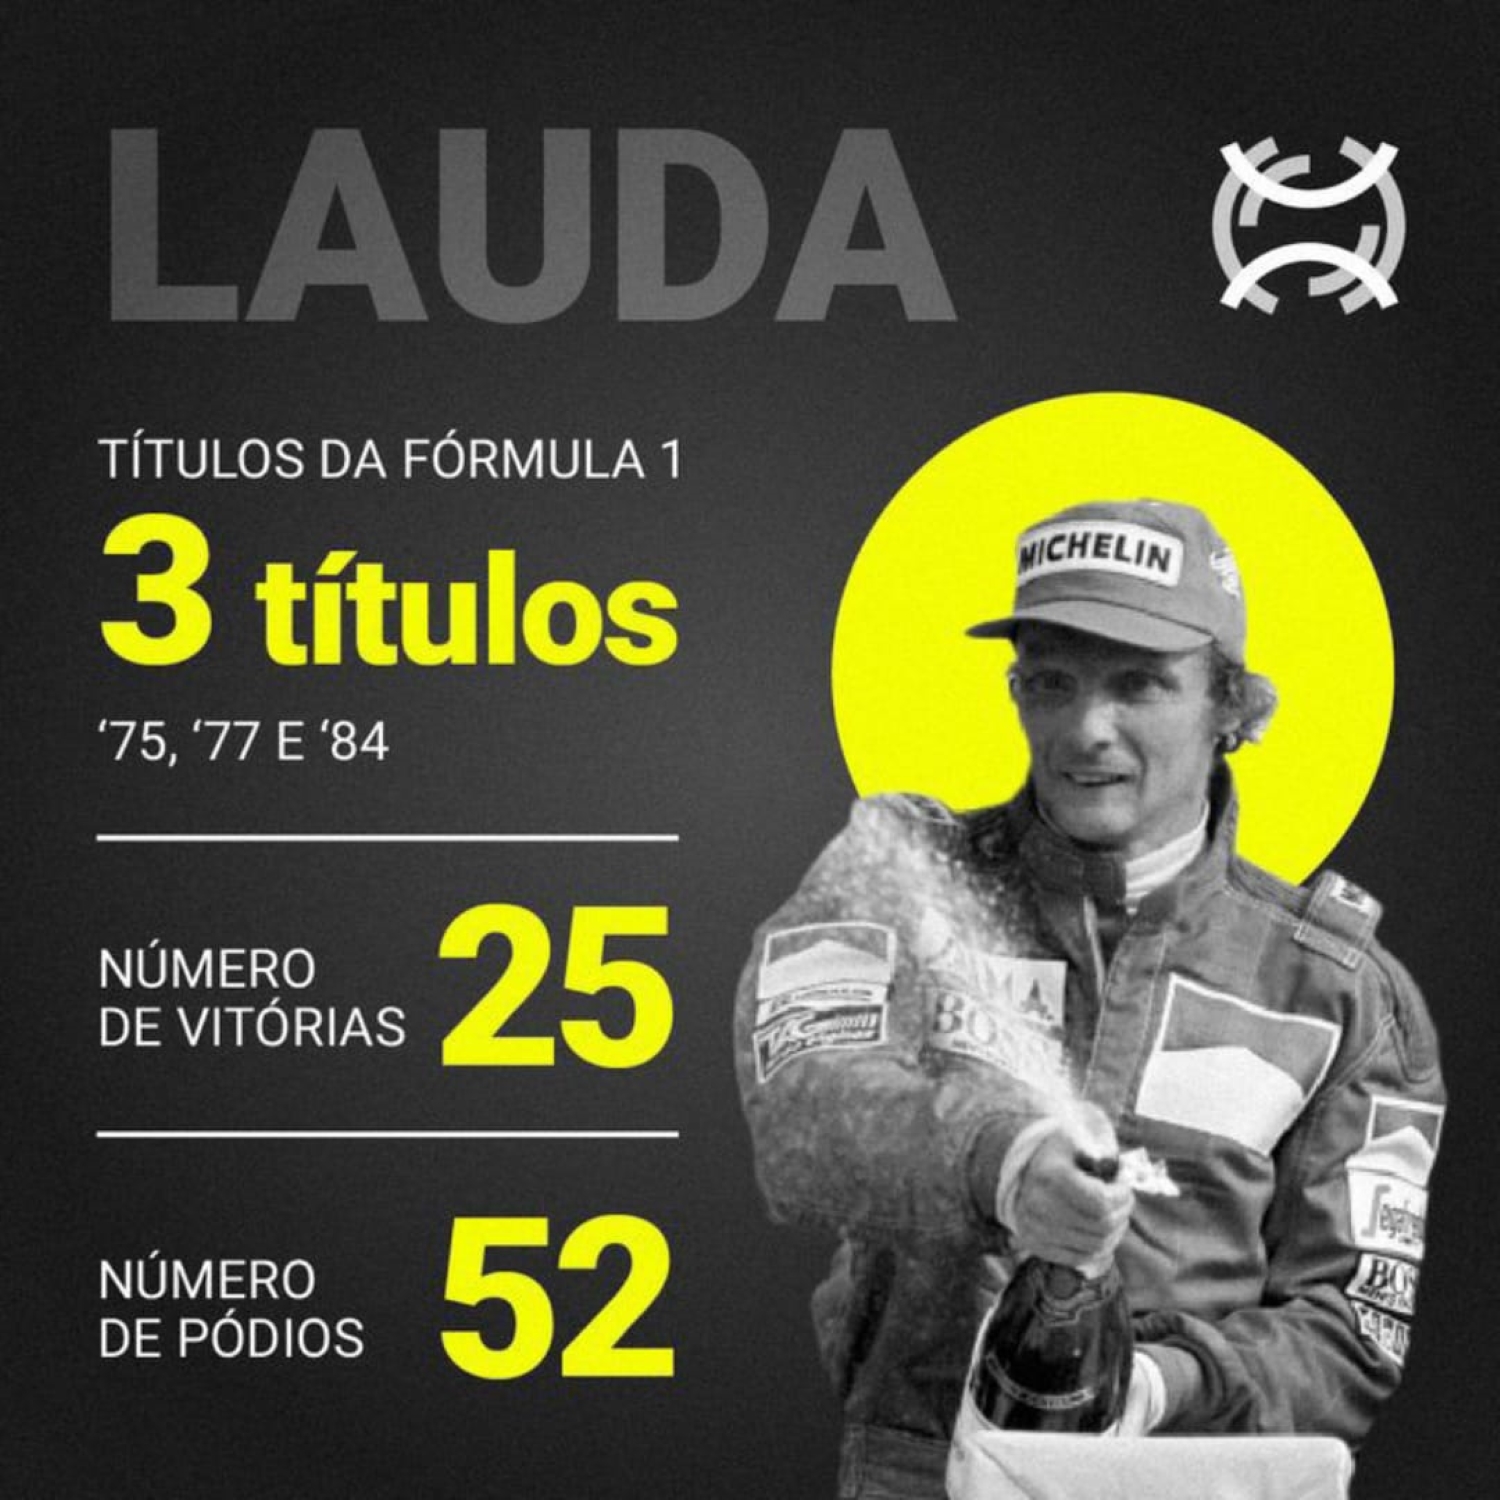 LAUDA
TÍTULOS DA FÓRMULA 1
3 títulos
‘75, ‘77 E ‘84
NÚMERO
DE VITÓRIAS
25
NÚMERO
DE PÓDIOS
52
MICHELIN